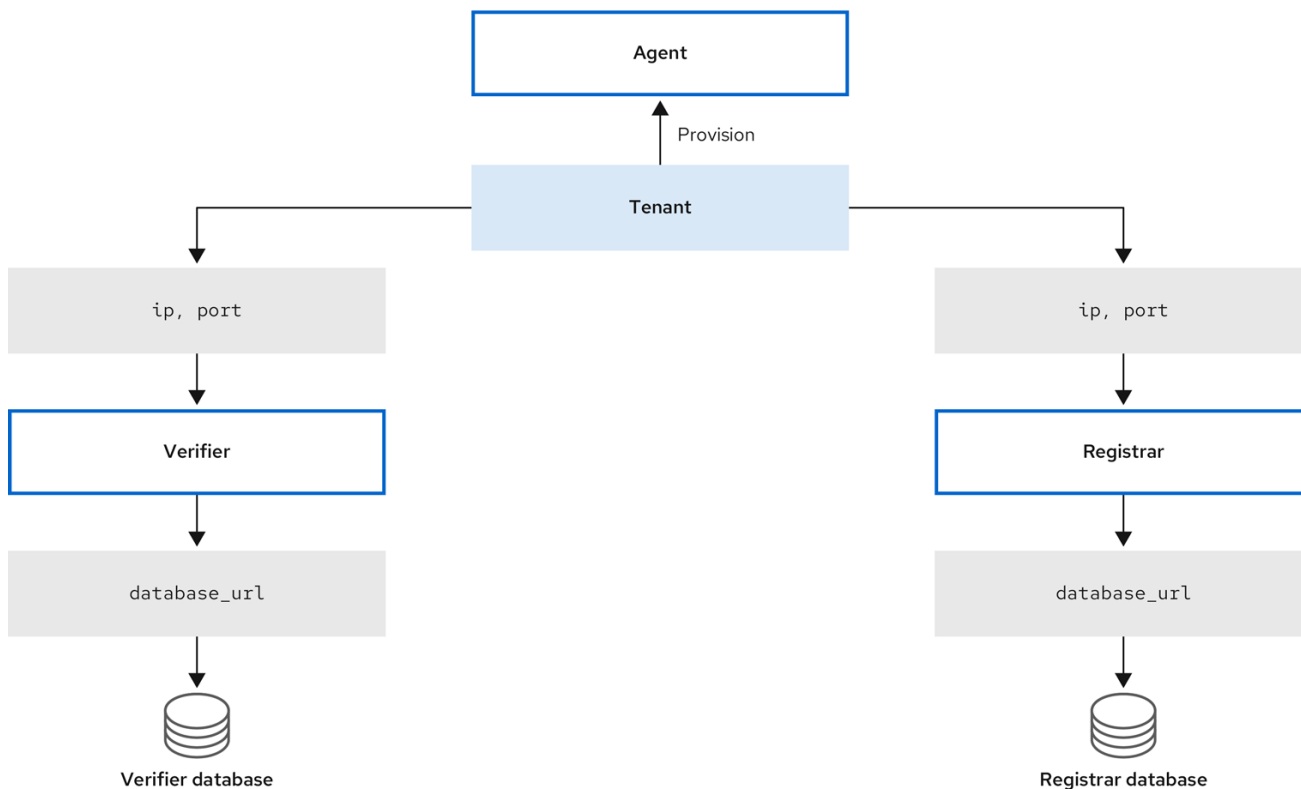 Agent
Provision
Tenant
ip, port
ip, port
Verifier
Registrar
database_url
database_url
Verifier database
Registrar database